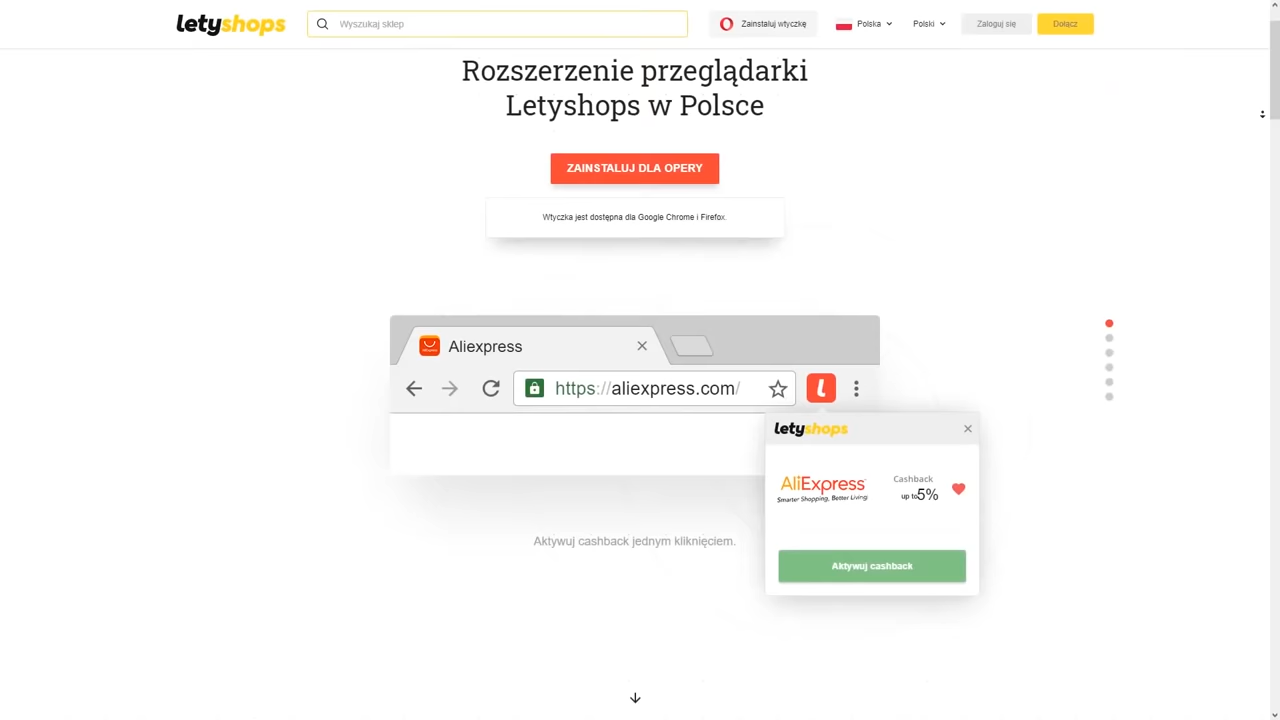 letyshops
Wyszukaj sklep
Zainstaluj wtyczkę
Polska
Polski
Zaloguj się
Dołącz
Rozszerzenie przeglądarki
Letyshops w Polsce
ZAINSTALUJ DLA OPERY
Wtyczka jest dostępna dla Google Chrome i Firefox.
Aliexpress
https://aliexpress.com/
letyshops
AliExpress
Smarter Shopping, Better Living
Cashback
up to 5%
Aktywuj cashback jednym kliknięciem.
Aktywuj cashback